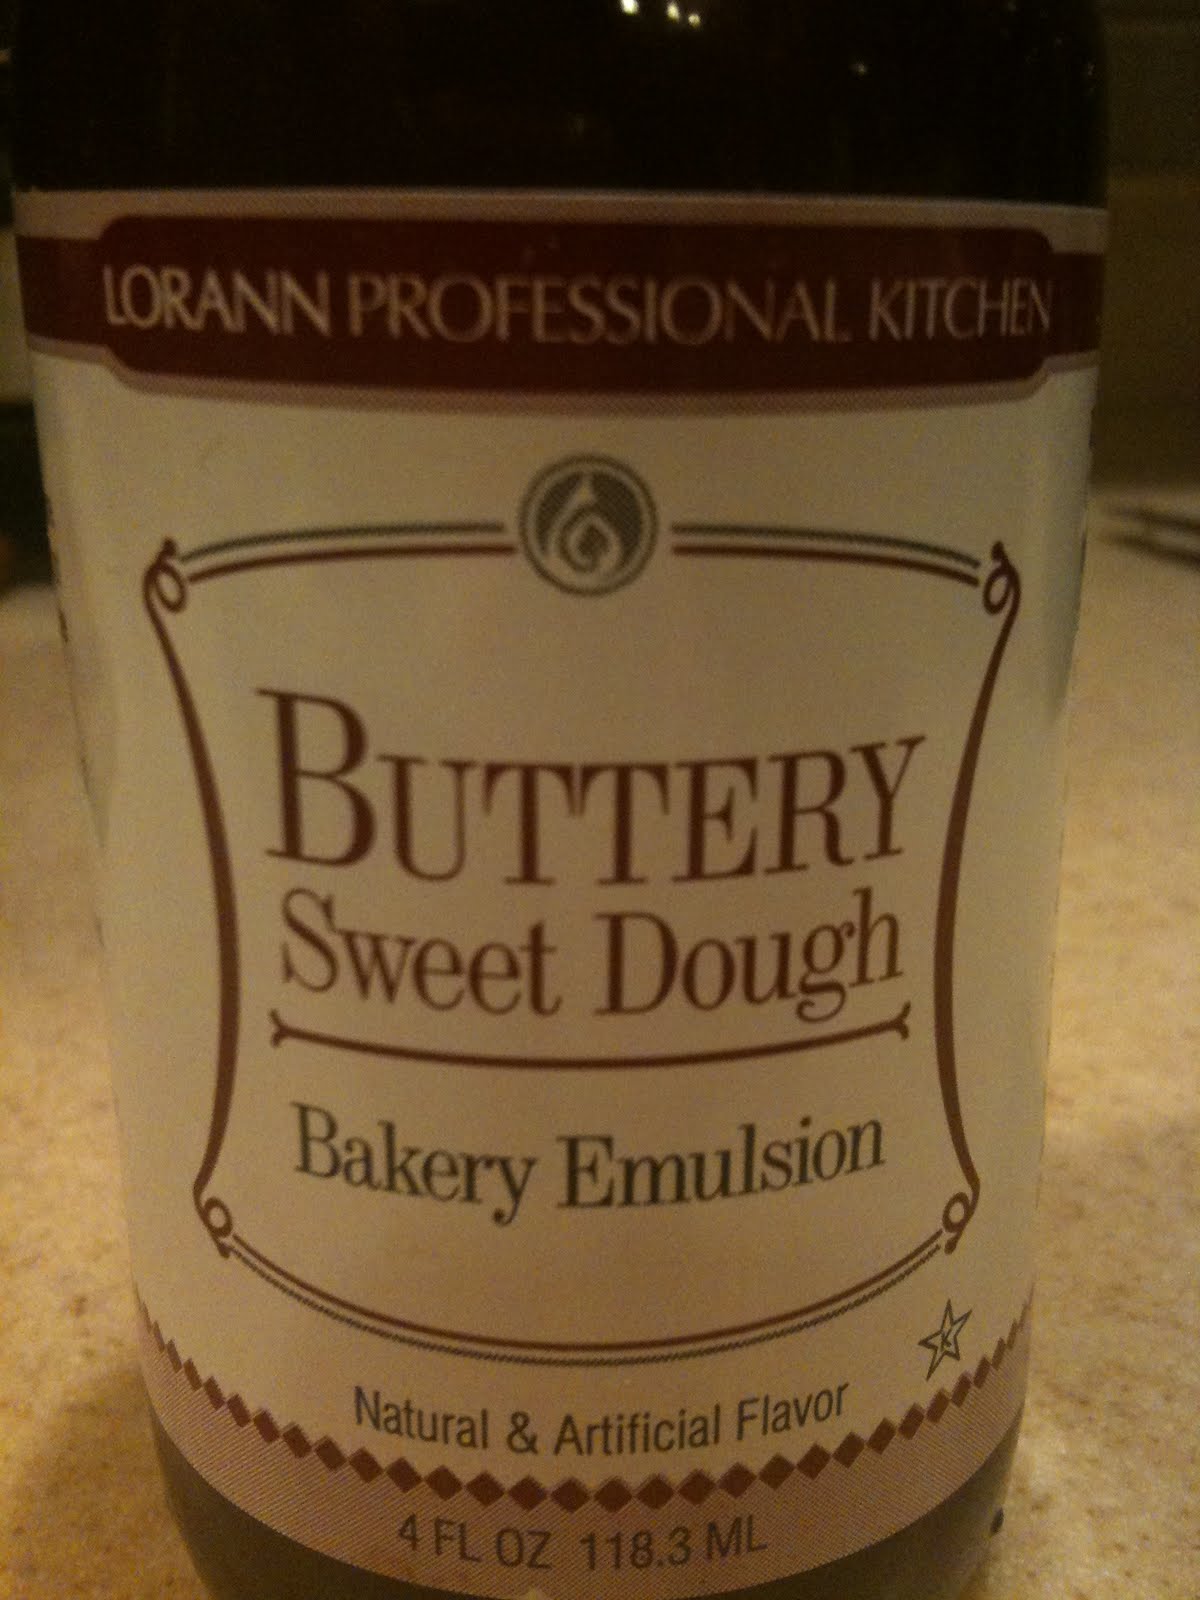 LORANN PROFESSIONAL KITCHEN
BUTTERY
Sweet Dough
Bakery Emulsion
K
Natural & Artificial Flavor
4 FL OZ 118.3 ML